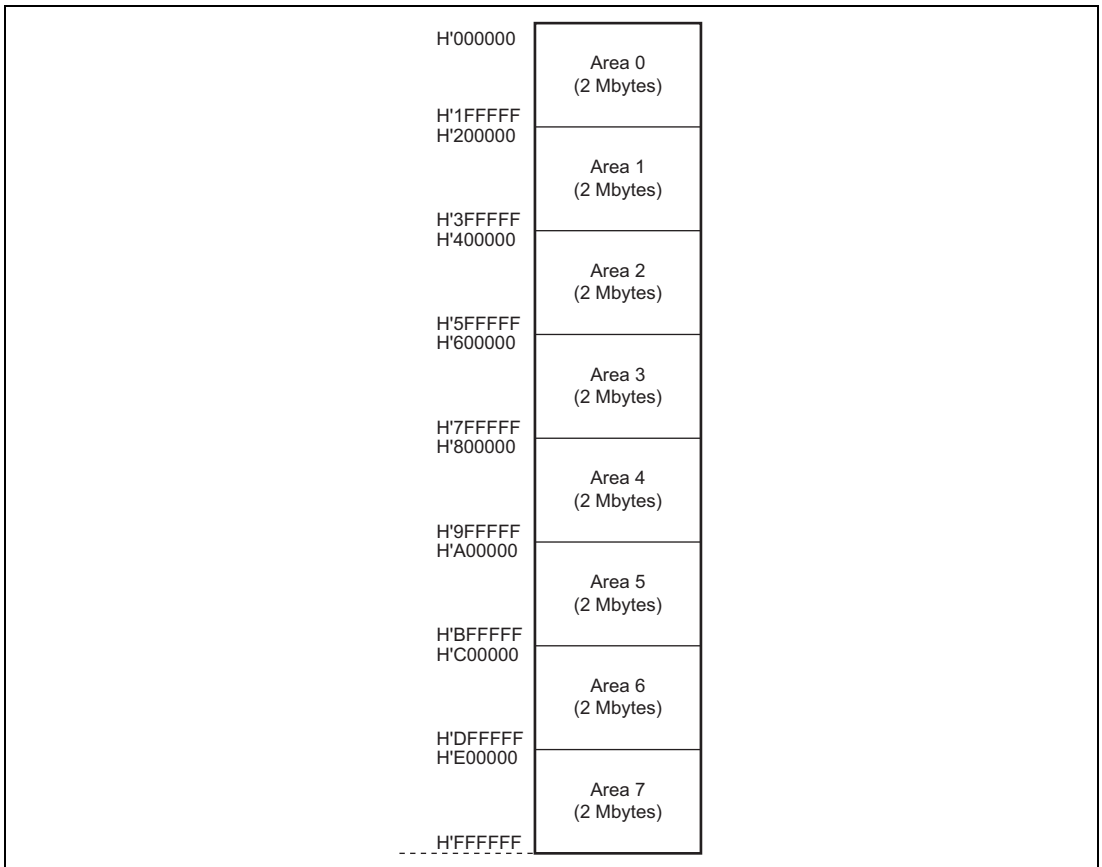 H'000000
Area 0
(2 Mbytes)
H'1FFFFF
H'200000
Area 1
(2 Mbytes)
H'3FFFFF
H'400000
Area 2
(2 Mbytes)
H'5FFFFF
H'600000
Area 3
(2 Mbytes)
H'7FFFFF
H'800000
Area 4
(2 Mbytes)
H'9FFFFF
H'A00000
Area 5
(2 Mbytes)
H'BFFFFF
H'C00000
Area 6
(2 Mbytes)
H'DFFFFF
H'E00000
Area 7
(2 Mbytes)
H'FFFFFF